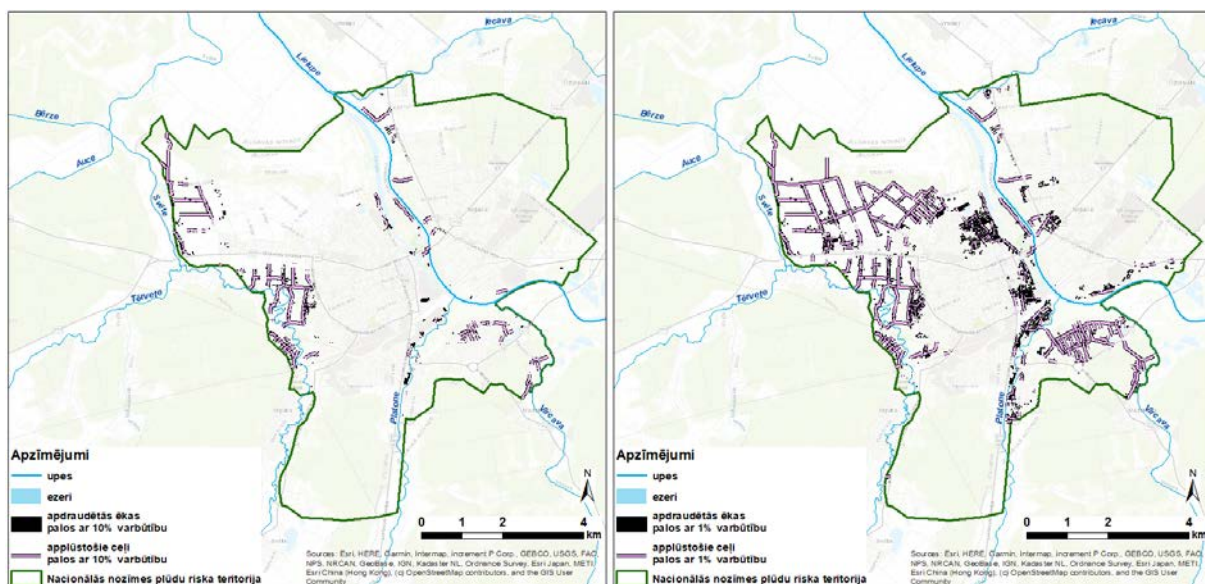 Iecava
Lielupe
Bērze
Auce
Svēte
Tērvete
Platone
Vircava
Apzīmējumi
upes
ezeri
apdraudētās ēkas
palos ar 10% varbūtību
applūstošie ceļi
palos ar 10% varbūtību
Nacionālās nozīmes plūdu riska teritorija
N
0 1 2 4
km
Sources: Esri, HERE, Garmin, Intermap, increment P Corp., GEBCO, USGS, FAO,
NPS, NRCAN, GeoBase, IGN, Kadaster NL, Ordnance Survey, Esri Japan, METI,
Esri China (Hong Kong), (c) OpenStreetMap contributors, and the GIS User
Community
Iecava
Lielupe
Bērze
Auce
Svēte
Tērvete
Platone
Vircava
Apzīmējumi
upes
ezeri
apdraudētās ēkas
palos ar 1% varbūtību
applūstošie ceļi
palos ar 1% varbūtību
Nacionālās nozīmes plūdu riska teritorija
N
0 1 2 4
km
Sources: Esri, HERE, Garmin, Intermap, increment P Corp., GEBCO, USGS, FAO,
NPS, NRCAN, GeoBase, IGN, Kadaster NL, Ordnance Survey, Esri Japan, METI,
Esri China (Hong Kong), (c) OpenStreetMap contributors, and the GIS User
Community